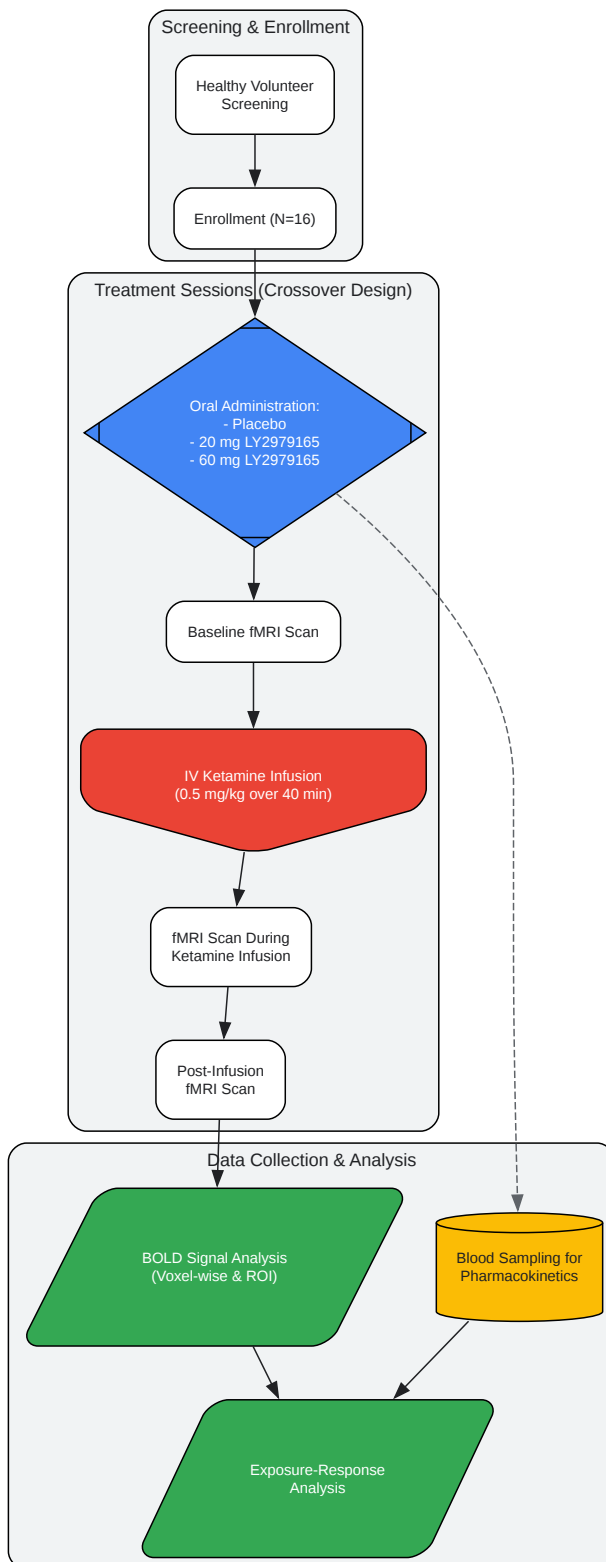 Screening & Enrollment
Healthy Volunteer
Screening
Enrollment (N=16)
Treatment Sessions (Crossover Design)
Oral Administration:
- Placebo
- 20 mg LY2979165
- 60 mg LY2979165
Baseline fMRI Scan
IV Ketamine Infusion
(0.5 mg/kg over 40 min)
fMRI Scan During
Ketamine Infusion
Post-Infusion
fMRI Scan
Data Collection & Analysis
BOLD Signal Analysis
(Voxel-wise & ROI)
Blood Sampling for
Pharmacokinetics
Exposure-Response
Analysis